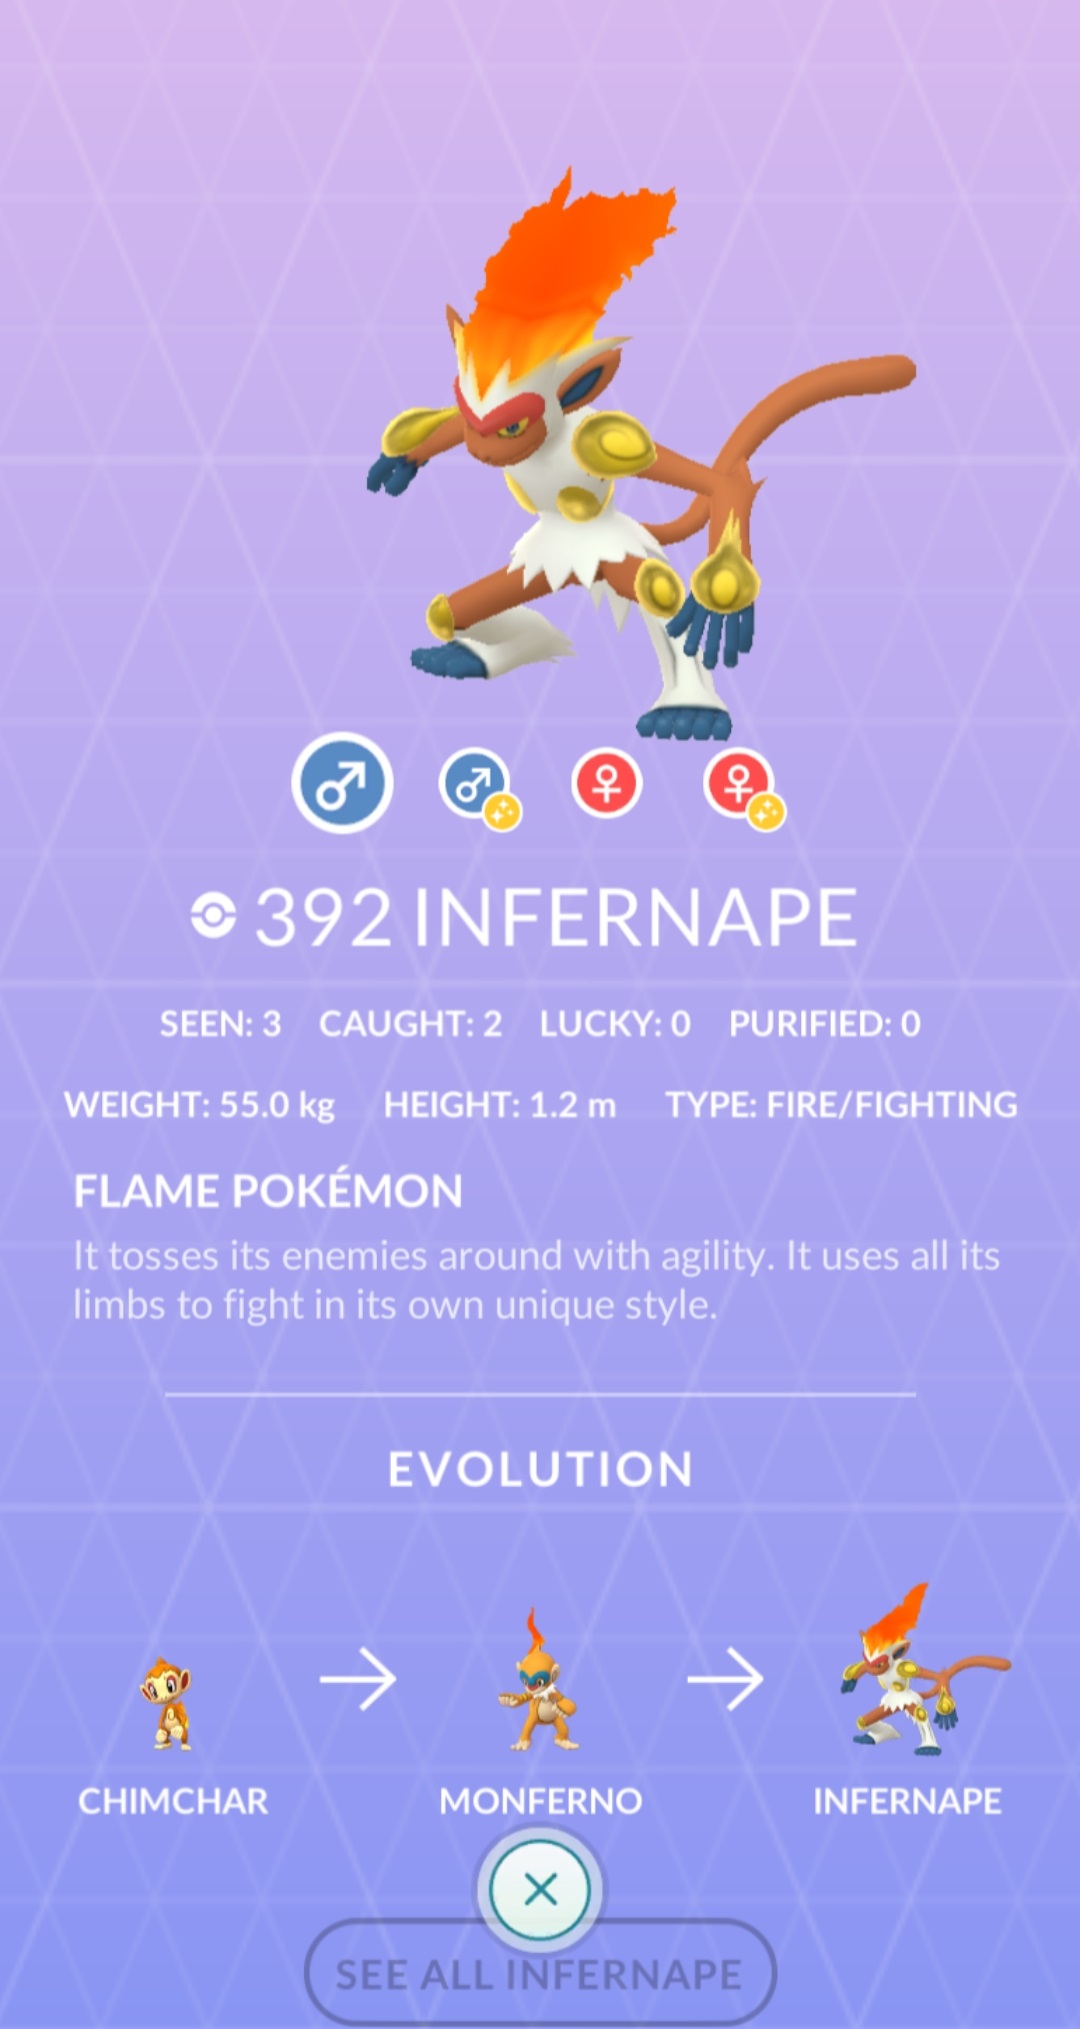 392 INFERNAPE
SEEN: 3 CAUGHT: 2 LUCKY: 0 PURIFIED: 0
WEIGHT: 55.0 kg HEIGHT: 1.2 m TYPE: FIRE/FIGHTING
FLAME POKÉMON
It tosses its enemies around with agility. It uses all its
limbs to fight in its own unique style.
EVOLUTION
CHIMCHAR MONFERNO INFERNAPE
SEE ALL INFERNAPE